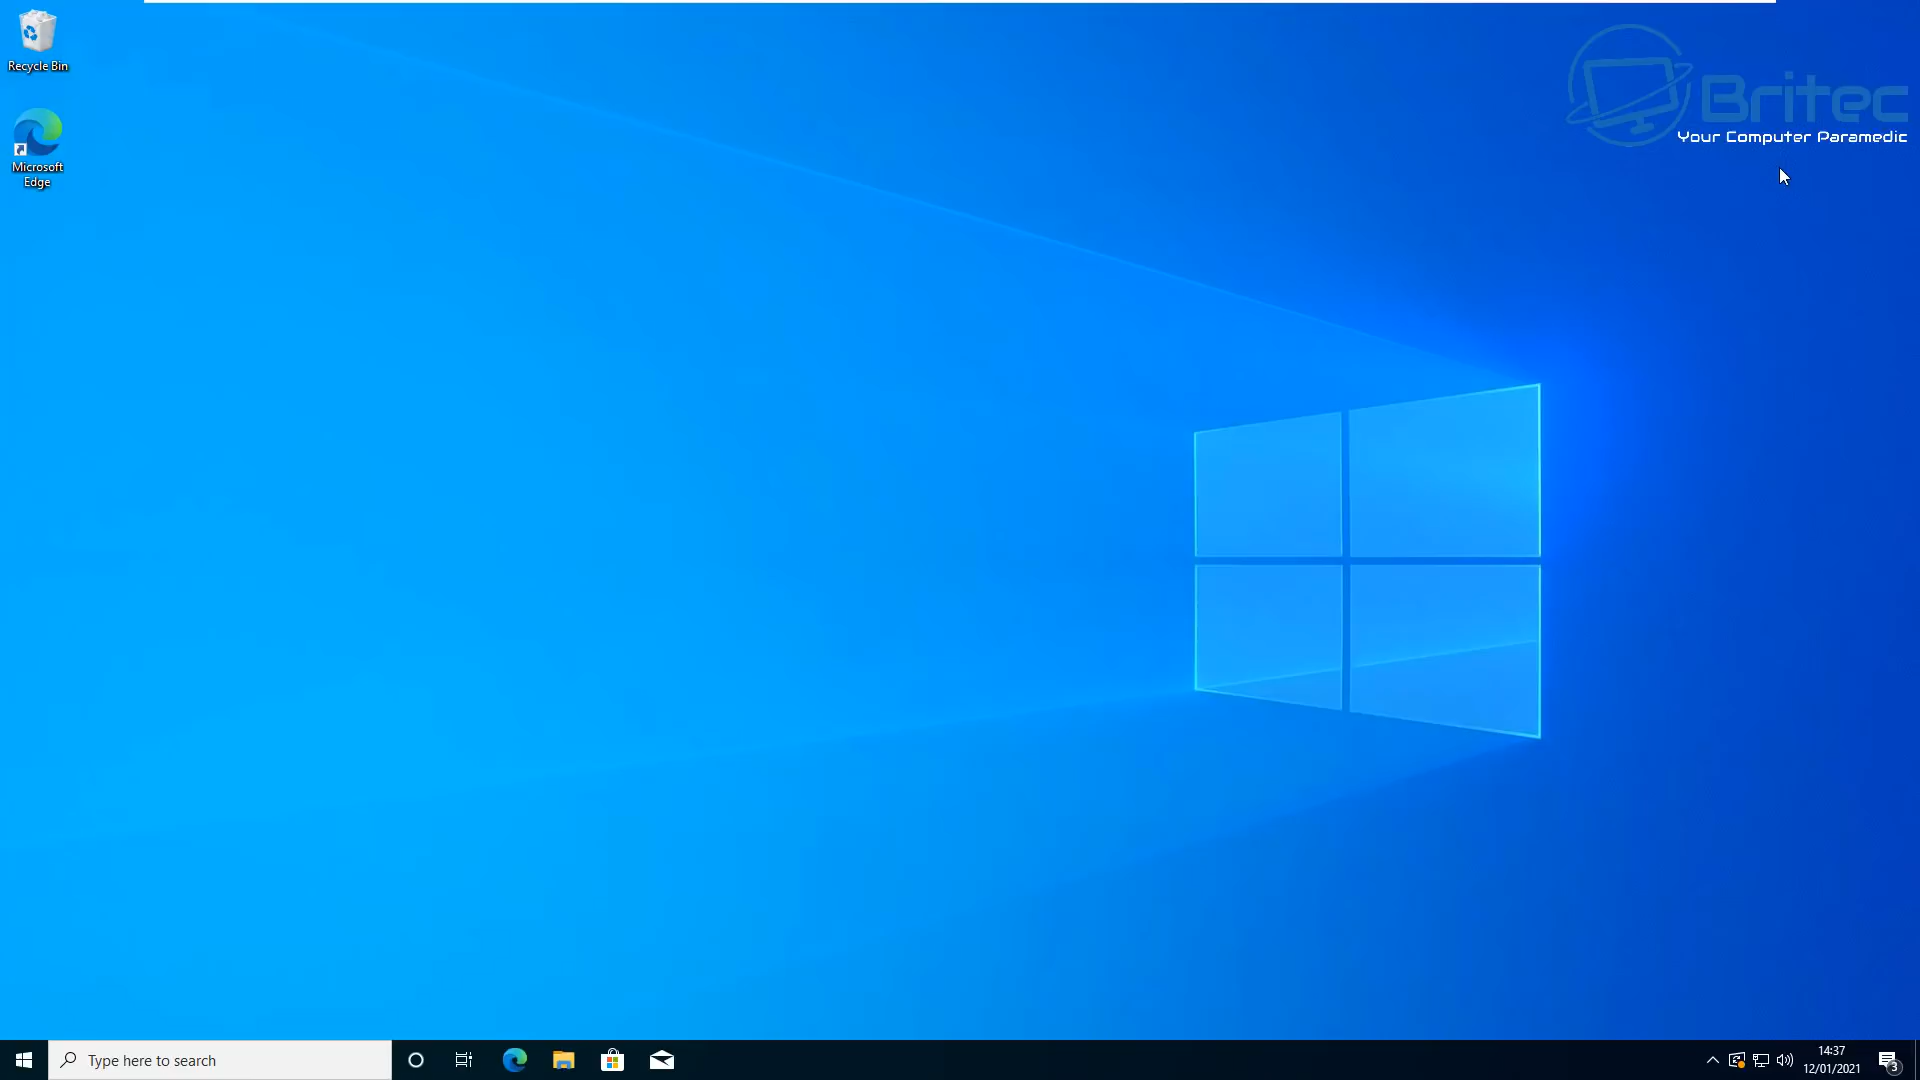 Recycle Bin
Britec
Your Computer Paramedic
Microsoft
Edge
Type here to search
14:37
12/01/2021
3